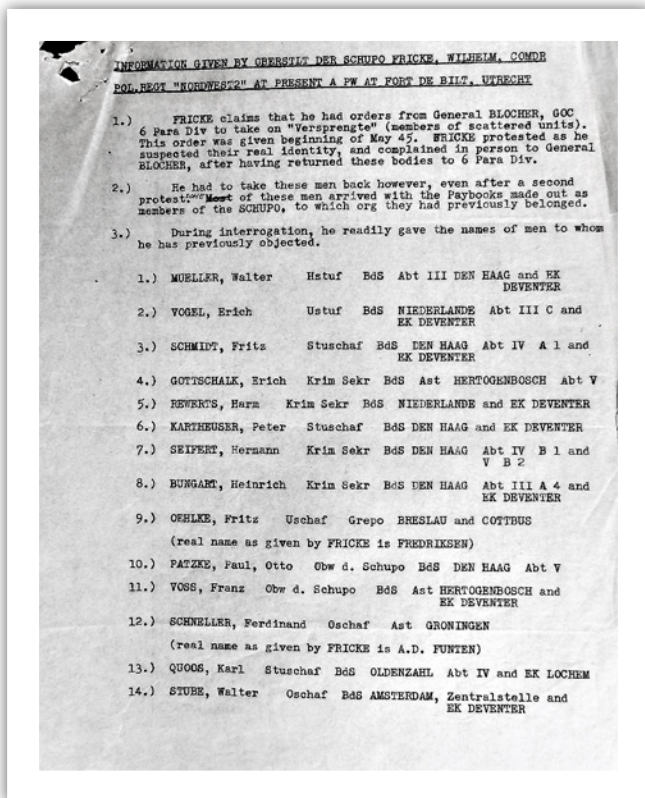 INFORMATION GIVEN BY OBERSTLT DER SCHUPO FRICKE, WILHELM, COMDR
POL.REGT "NORDWEST2" AT PRESENT A PW AT FORT DE BILT, UTRECHT
1.) FRICKE claims that he had orders from General BLOCHER, GOC
6 Para Div to take on "Versprengte" (members of scattered units).
This order was given beginning of May 45. FRICKE protested as he
suspected their real identity, and complained in person to General
BLOCHER, after having returned these bodies to 6 Para Div.
2.) He had to take these men back however, even after a second
protest. of these men arrived with the Paybooks made out as
members of the SCHUPO, to which org they had previously belonged.
3.) During interrogation, he readily gave the names of men to whom
he has previously objected.
1.) MUELLER, Walter Hstuf BdS Abt III DEN HAAG and EK
DEVENTER
2.) VOGEL, Erich Ustuf BdS NIEDERLANDE Abt III C and
EK DEVENTER
3.) SCHMIDT, Fritz Stuschaf BdS DEN HAAG Abt IV A 1 and
EK DEVENTER
4.) GOTTSCHALK, Erich Krim Sekr BdS Ast HERTOGENBOSCH Abt V
5.) REWERTS, Harm Krim Sekr BdS NIEDERLANDE and EK DEVENTER
6.) KARTHEUSER, Peter Stuschaf BdS DEN HAAG and EK DEVENTER
7.) SEIFERT, Hermann Krim Sekr BdS DEN HAAG Abt IV B 1 and
V B 2
8.) BUNGART, Heinrich Krim Sekr BdS DEN HAAG Abt III A 4 and
EK DEVENTER
9.) OEHLKE, Fritz Uschaf Grepo BRESLAU and COTTBUS
(real name as given by FRICKE is FREDRIKSEN)
10.) PATZKE, Paul, Otto Obw d. Schupo BdS DEN HAAG Abt V
11.) VOSS, Franz Obw d. Schupo BdS Ast HERTOGENBOSCH and
EK DEVENTER
12.) SCHNELLER, Ferdinand Oschaf Ast GRONINGEN
(real name as given by FRICKE is A.D. FUNTEN)
13.) QUOOS, Karl Stuschaf BdS OLDENZAHL Abt IV and EK LOCHEM
14.) STUBE, Walter Oschaf BdS AMSTERDAM, Zentralstelle and
EK DEVENTER